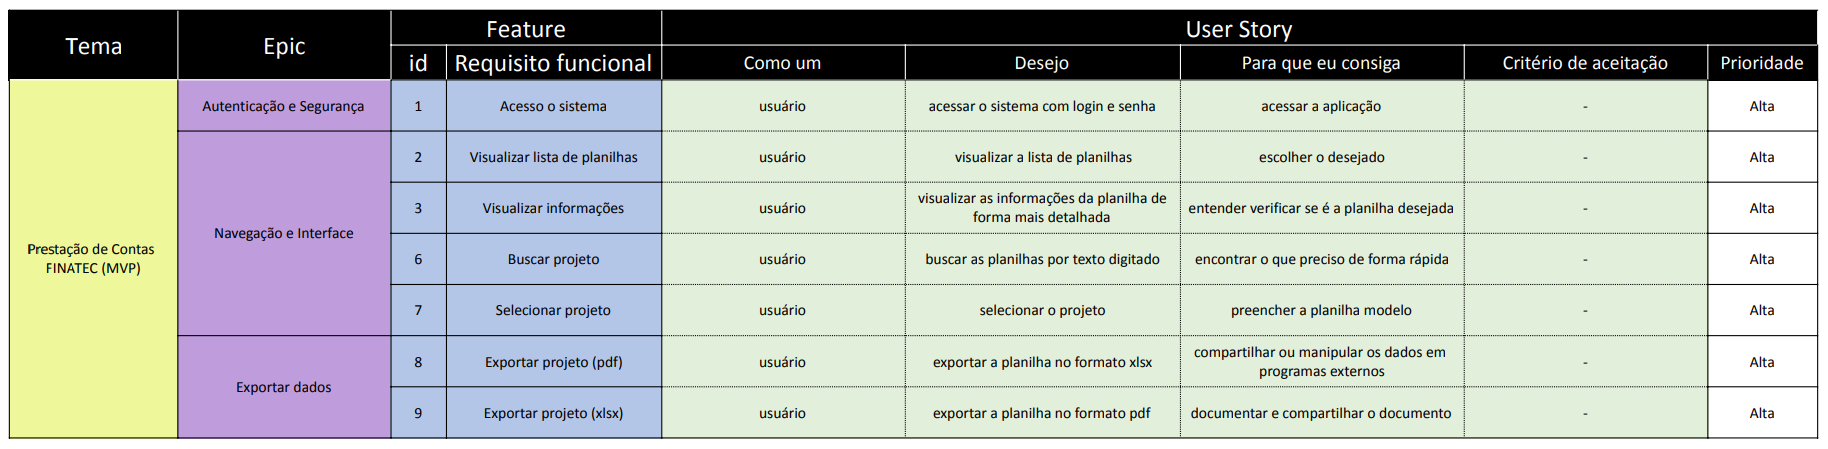 Tema
Epic
Feature
User Story
id
Requisito funcional
Como um
Desejo
Para que eu consiga
Critério de aceitação
Prioridade
Prestação de Contas
FINATEC (MVP)
Autenticação e Segurança
1
Acesso o sistema
usuário
acessar o sistema com login e senha
acessar a aplicação
-
Alta
Navegação e Interface
2
Visualizar lista de planilhas
usuário
visualizar a lista de planilhas
escolher o desejado
-
Alta
3
Visualizar informações
usuário
visualizar as informações da planilha de
forma mais detalhada
entender verificar se é a planilha desejada
-
Alta
6
Buscar projeto
usuário
buscar as planilhas por texto digitado
encontrar o que preciso de forma rápida
-
Alta
7
Selecionar projeto
usuário
selecionar o projeto
preencher a planilha modelo
-
Alta
Exportar dados
8
Exportar projeto (pdf)
usuário
exportar a planilha no formato xlsx
compartilhar ou manipular os dados em
programas externos
-
Alta
9
Exportar projeto (xlsx)
usuário
exportar a planilha no formato pdf
documentar e compartilhar o documento
-
Alta